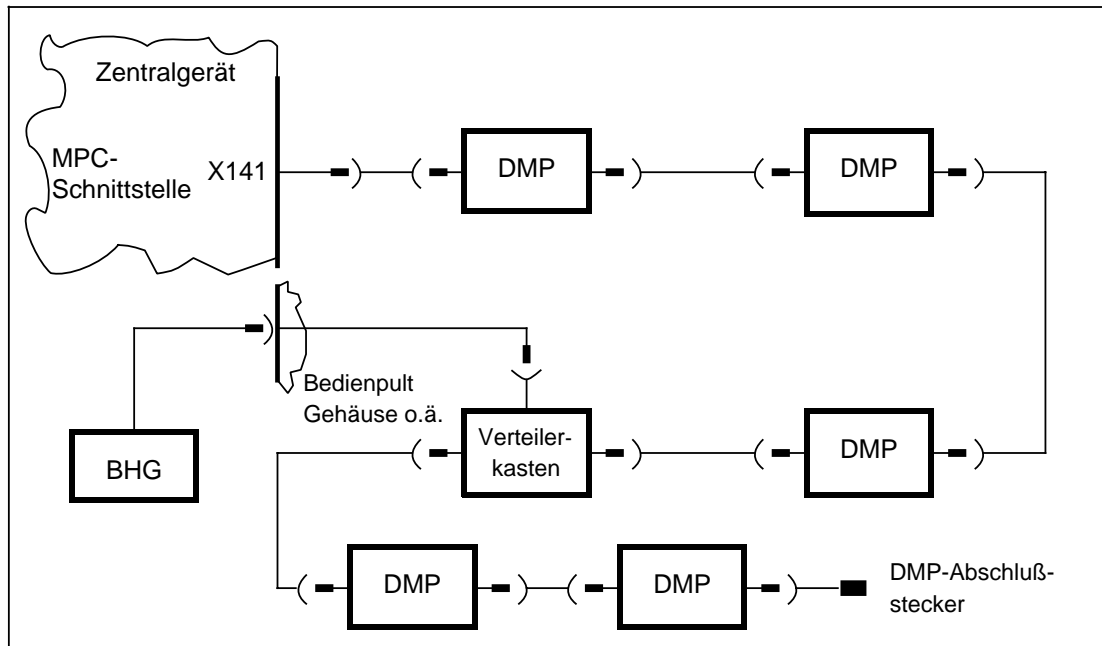 Zentralgerät
MPC-
Schnittstelle
X141
DMP
DMP
Bedienpult
Gehäuse o.ä.
BHG
Verteiler-
kasten
DMP
DMP
DMP
DMP-Abschluß-
stecker